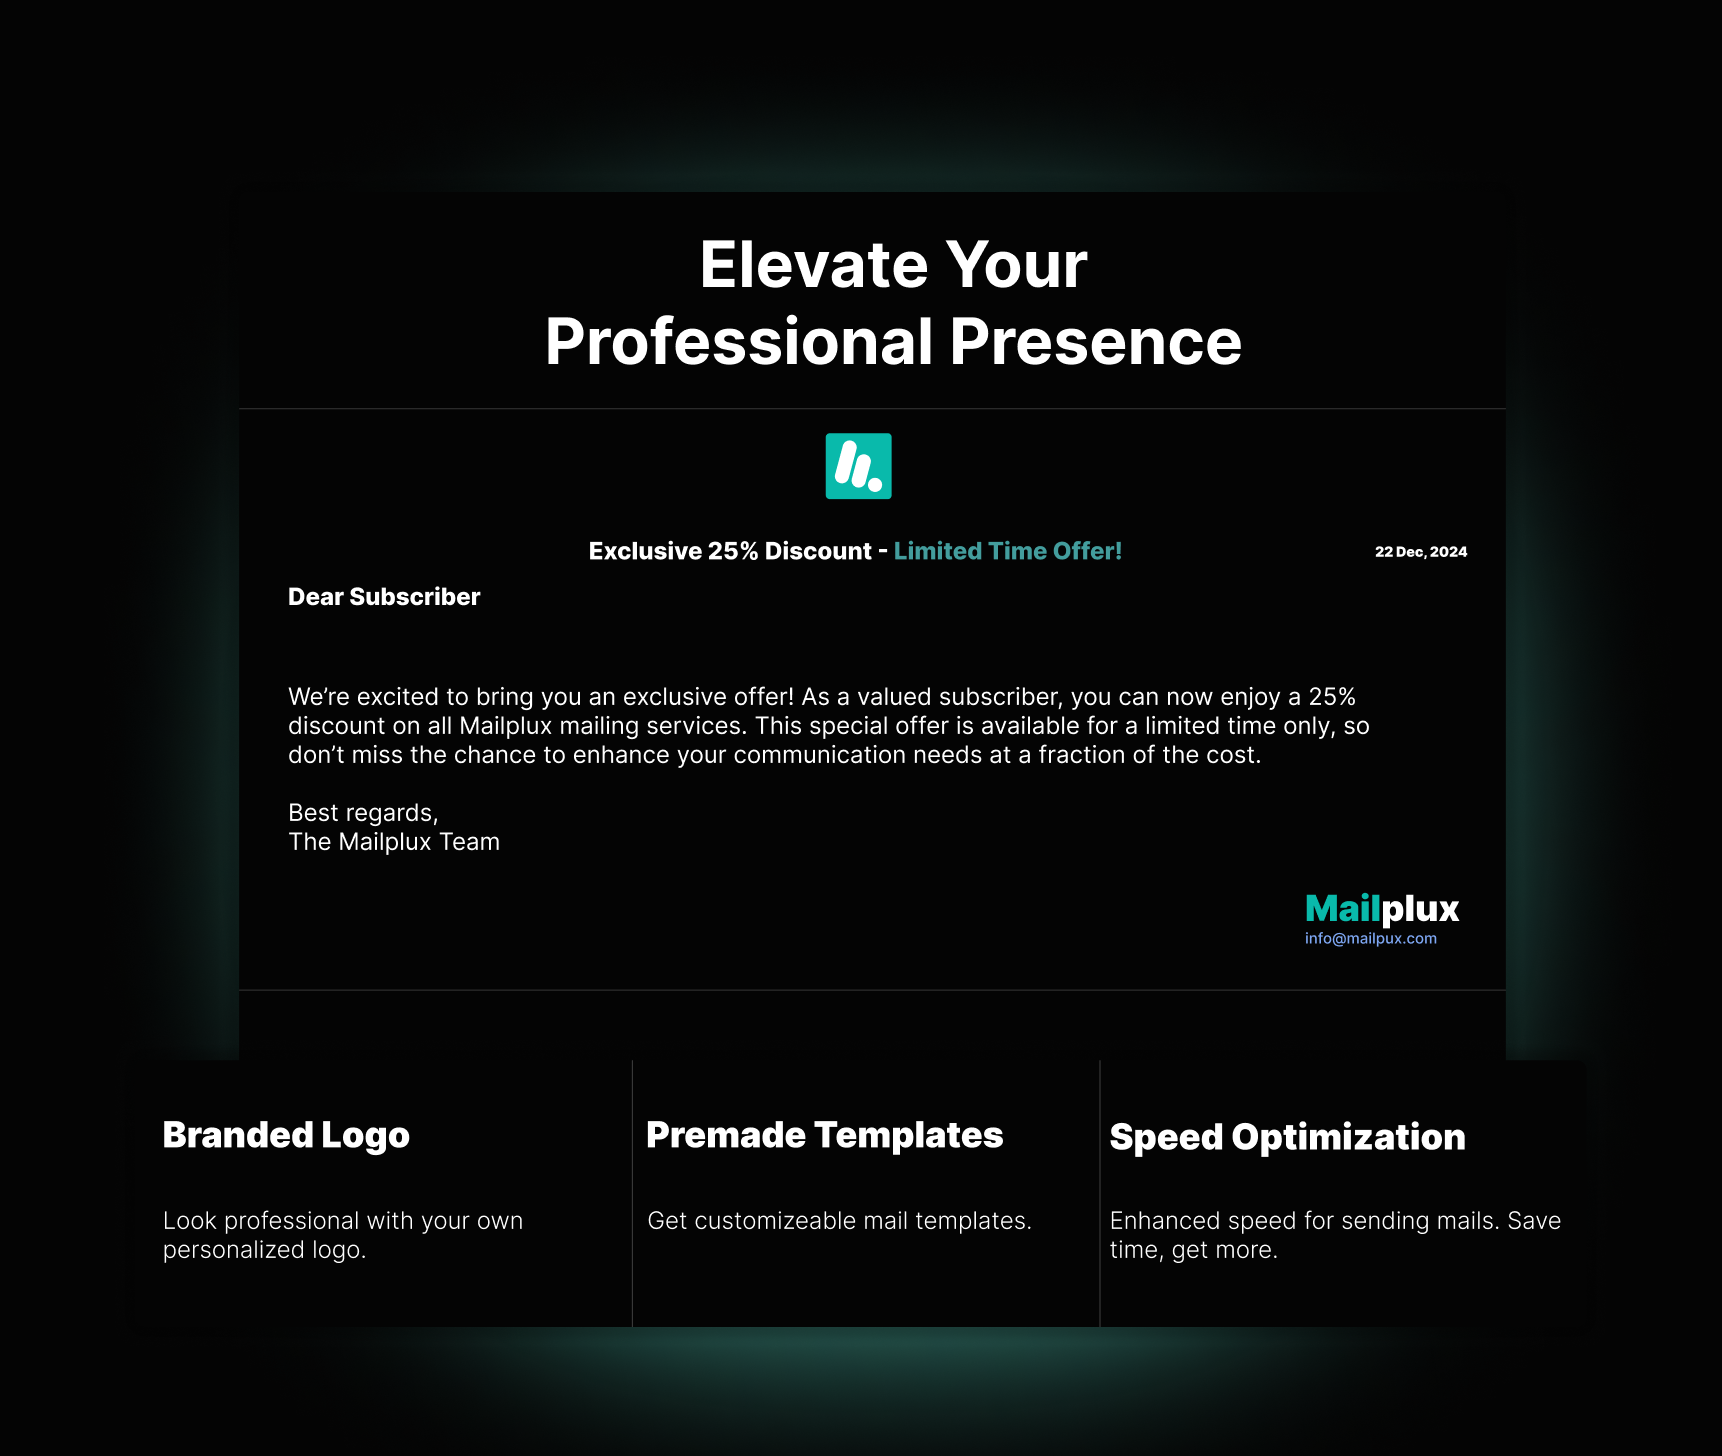 Elevate Your
Professional Presence
Exclusive 25% Discount - Limited Time Offer!
22 Dec, 2024
Dear Subscriber
We’re excited to bring you an exclusive offer! As a valued subscriber, you can now enjoy a 25%
discount on all Mailplux mailing services. This special offer is available for a limited time only, so
don’t miss the chance to enhance your communication needs at a fraction of the cost.
Best regards,
The Mailplux Team
Mailplux
info@mailpux.com
Branded Logo
Look professional with your own
personalized logo.
Premade Templates
Get customizeable mail templates.
Speed Optimization
Enhanced speed for sending mails. Save
time, get more.